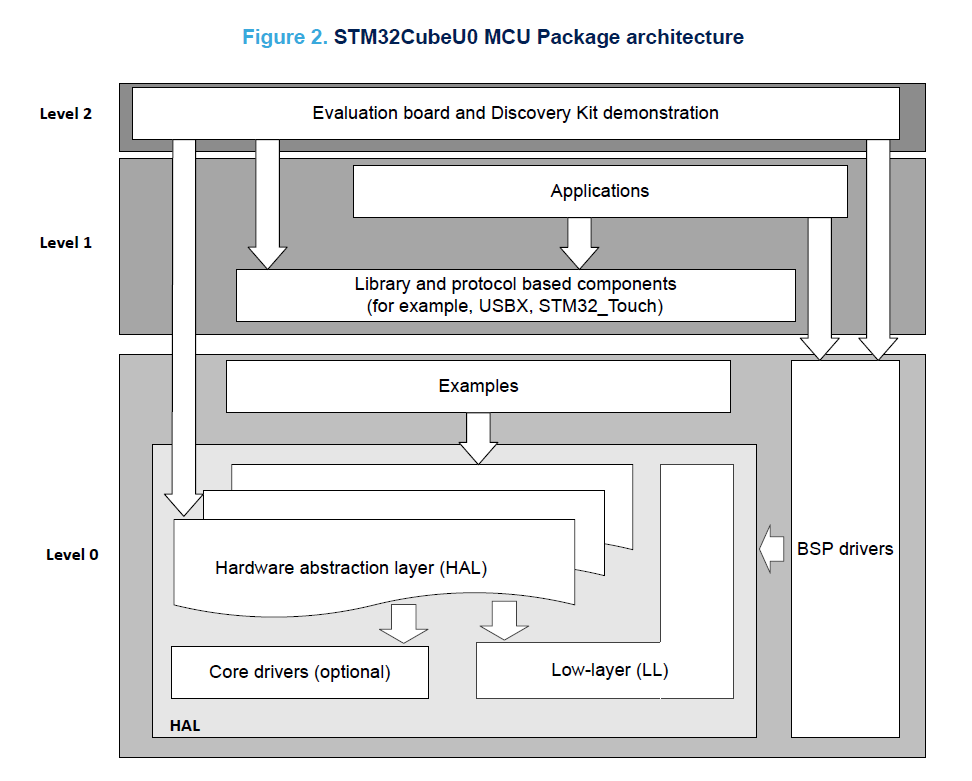 Figure 2. STM32CubeU0 MCU Package architecture
Level 2
Evaluation board and Discovery Kit demonstration
Applications
Level 1
Library and protocol based components
(for example, USBX, STM32_Touch)
Examples
Level 0
BSP drivers
Hardware abstraction layer (HAL)
Core drivers (optional)
Low-layer (LL)
HAL